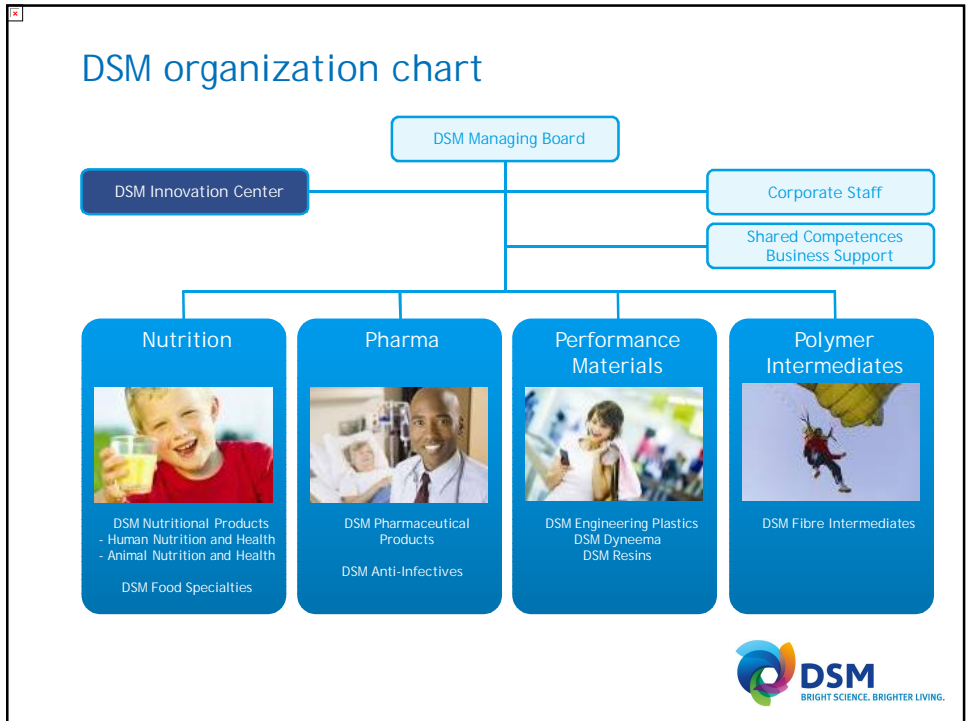 DSM organization chart
DSM Managing Board
DSM Innovation Center
Corporate Staff
Shared Competences
Business Support
Nutrition
DSM Nutritional Products
- Human Nutrition and Health
- Animal Nutrition and Health
DSM Food Specialties
Pharma
DSM Pharmaceutical
Products
DSM Anti-Infectives
Performance
Materials
DSM Engineering Plastics
DSM Dyneema
DSM Resins
Polymer
Intermediates
DSM Fibre Intermediates
DSM
BRIGHT SCIENCE. BRIGHTER LIVING.